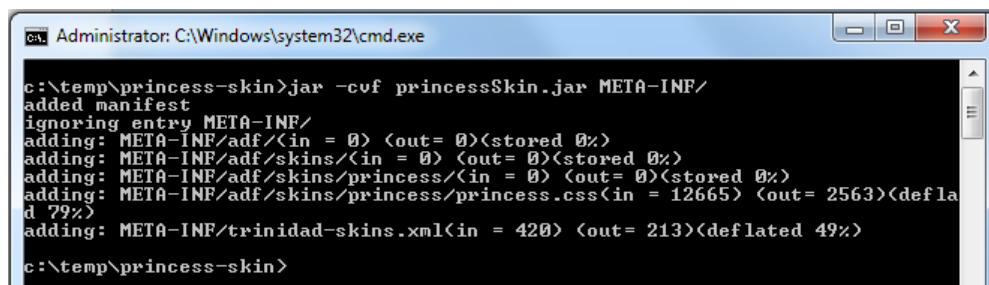 Administrator: C:\Windows\system32\cmd.exe
c:\temp\princess-skin>jar -cvf princessSkin.jar META-INF/
added manifest
ignoring entry META-INF/
adding: META-INF/adf/(in = 0) (out= 0)(stored 0%)
adding: META-INF/adf/skins/(in = 0) (out= 0)(stored 0%)
adding: META-INF/adf/skins/princess/(in = 0) (out= 0)(stored 0%)
adding: META-INF/adf/skins/princess/princess.css(in = 12665) (out= 2563)(defla
d 79%)
adding: META-INF/trinidad-skins.xml(in = 420) (out= 213)(deflated 49%)
c:\temp\princess-skin>